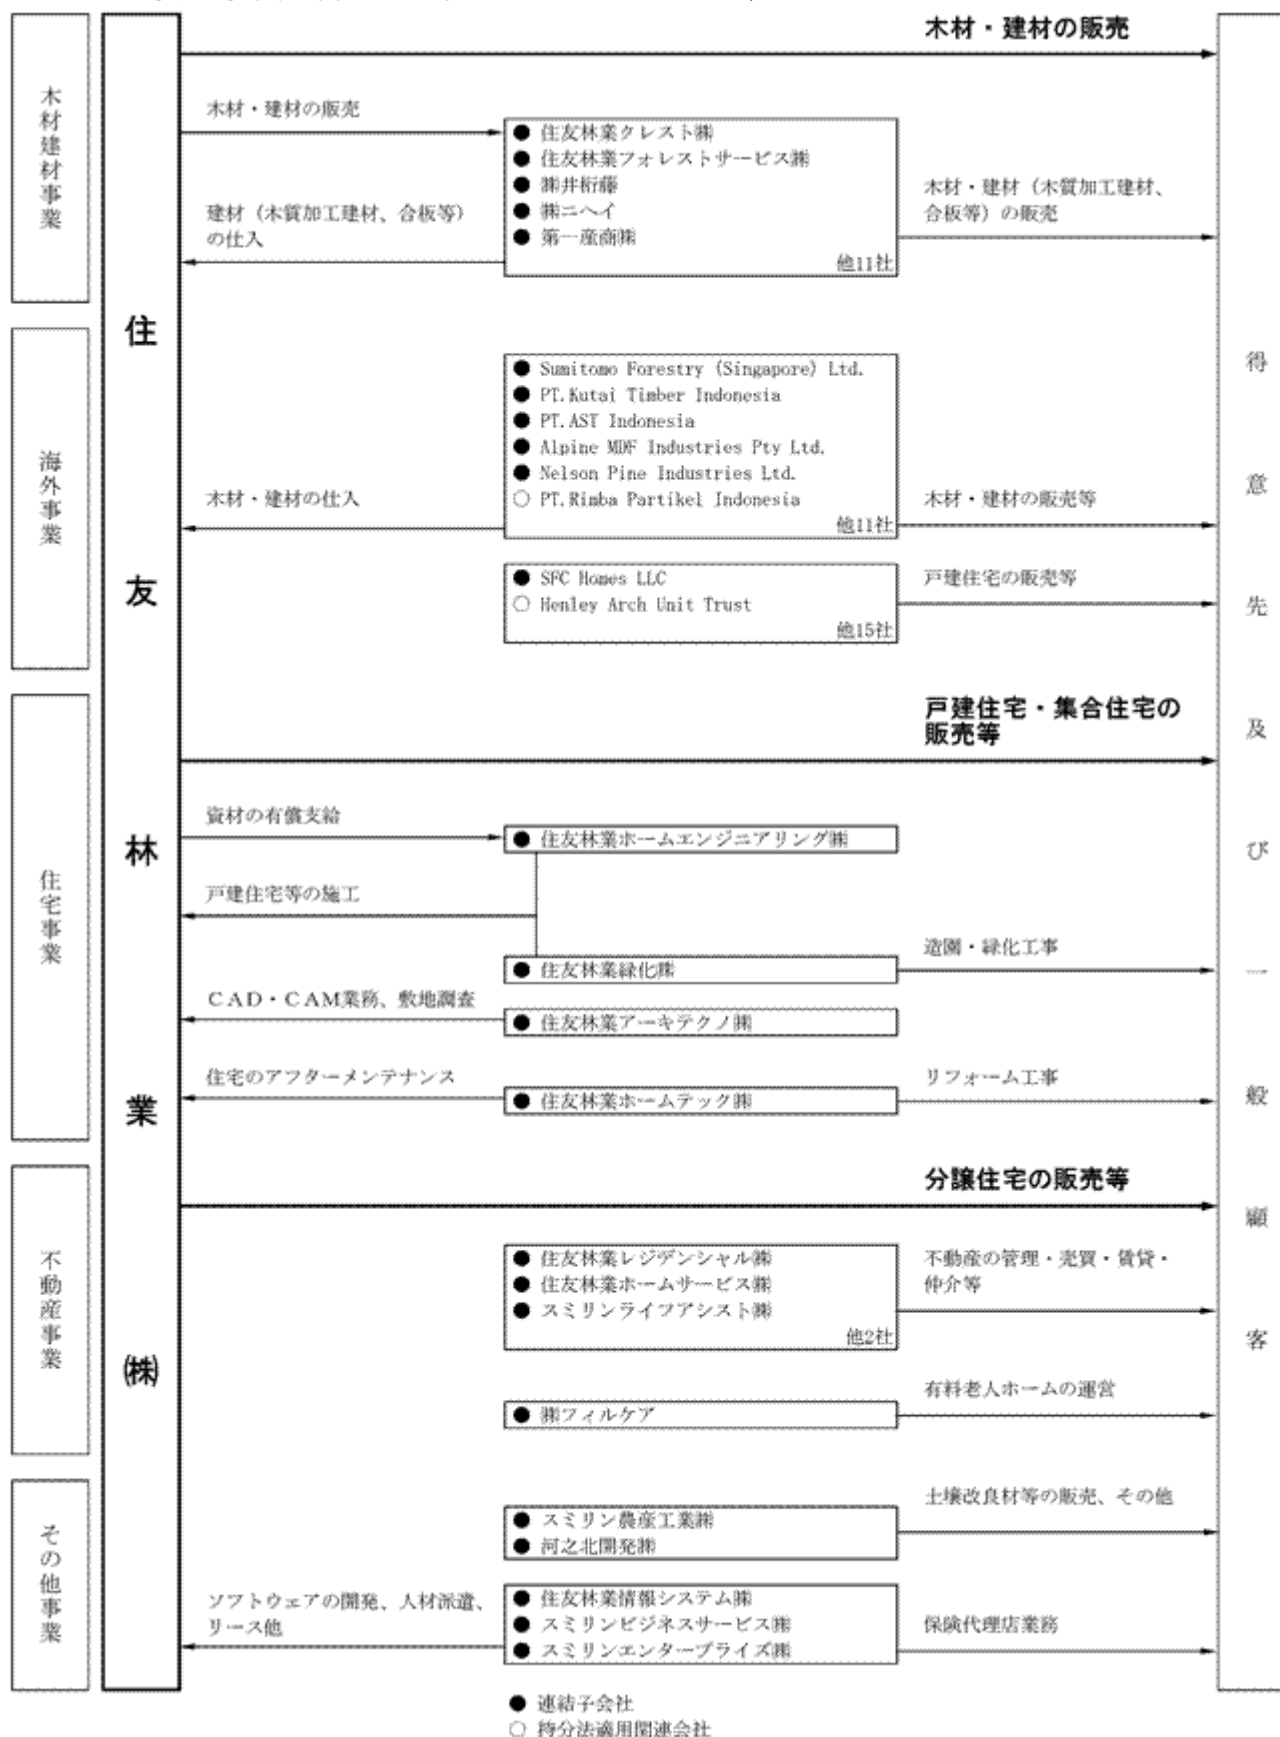 木材・建材の販売
木材建材事業
木材・建材の販売
● 住友林業クレスト㈱
● 住友林業フォレストサービス㈱
● ㈱井桁藤
● ㈱ニヘイ
● 第一産商㈱
他11社
建材（木質加工建材、合板等）
の仕入
木材・建材（木質加工建材、
合板等）の販売
住友林業㈱
得意先及び一般顧客
海外事業
● Sumitomo Forestry (Singapore) Ltd.
● PT.Kutai Timber Indonesia
● PT.AST Indonesia
● Alpine MDF Industries Pty Ltd.
● Nelson Pine Industries Ltd.
○ PT.Rimba Partikel Indonesia
他11社
木材・建材の仕入
木材・建材の販売等
● SFC Homes LLC
○ Henley Arch Unit Trust
他15社
戸建住宅の販売等
戸建住宅・集合住宅の
販売等
住宅事業
資材の有償支給
● 住友林業ホームエンジニアリング㈱
戸建住宅等の施工
● 住友林業緑化㈱
造園・緑化工事
ＣＡＤ・ＣＡＭ業務、敷地調査
● 住友林業アーキテクノ㈱
住宅のアフターメンテナンス
● 住友林業ホームテック㈱
リフォーム工事
分譲住宅の販売等
不動産事業
● 住友林業レジデンシャル㈱
● 住友林業ホームサービス㈱
● スミリンライフアシスト㈱
他2社
不動産の管理・売買・賃貸・
仲介等
● ㈱フィルケア
有料老人ホームの運営
その他事業
● スミリン農産工業㈱
● 河之北開発㈱
土壌改良材等の販売、その他
ソフトウェアの開発、人材派遣、
リース他
● 住友林業情報システム㈱
● スミリンビジネスサービス㈱
● スミリンエンタープライズ㈱
保険代理店業務
● 連結子会社
○ 持分法適用関連会社